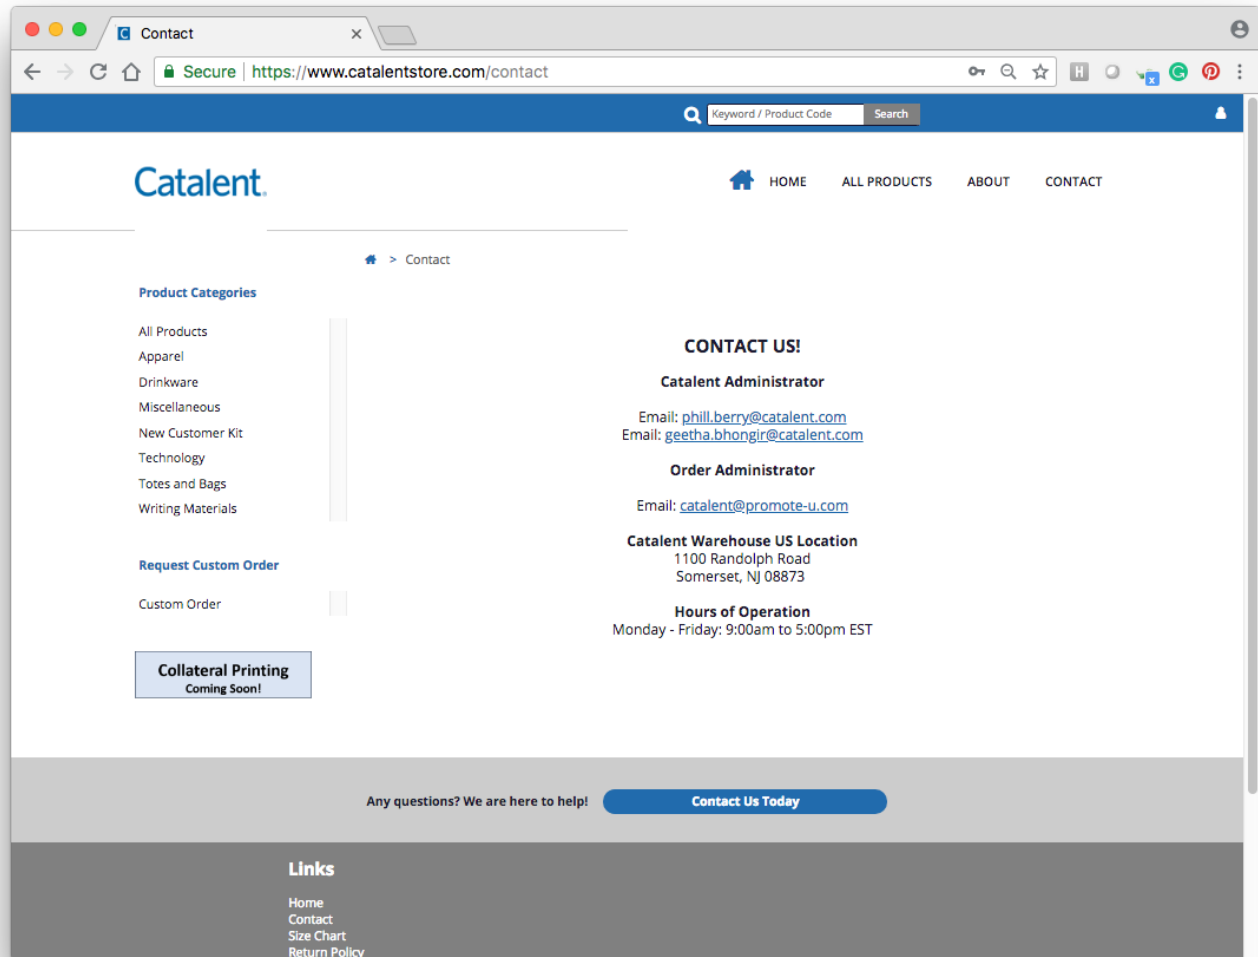 Contact
Secure
https://www.catalentstore.com/contact
Keyword / Product Code
Search
Catalent.
HOME
ALL PRODUCTS
ABOUT
CONTACT
> Contact
Product Categories
All Products
Apparel
Drinkware
Miscellaneous
New Customer Kit
Technology
Totes and Bags
Writing Materials
Request Custom Order
Custom Order
Collateral Printing
Coming Soon!
CONTACT US!
Catalent Administrator
Email: phill.berry@catalent.com
Email: geetha.bhongir@catalent.com
Order Administrator
Email: catalent@promote-u.com
Catalent Warehouse US Location
1100 Randolph Road
Somerset, NJ 08873
Hours of Operation
Monday - Friday: 9:00am to 5:00pm EST
Any questions? We are here to help!
Contact Us Today
Links
Home
Contact
Size Chart
Return Policy